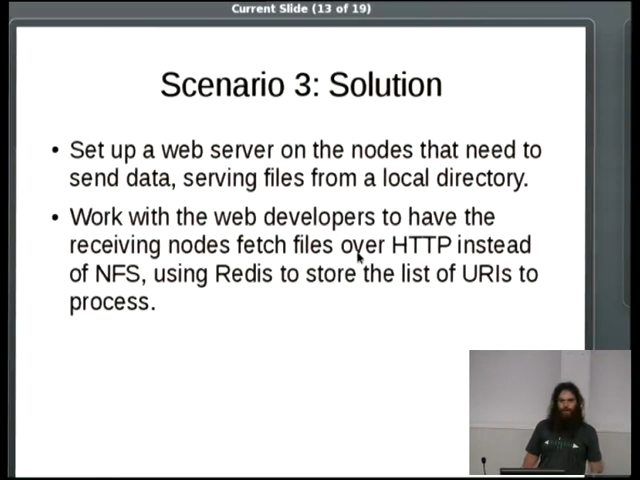 Current Slide (13 of 19)
Scenario 3: Solution
• Set up a web server on the nodes that need to
send data, serving files from a local directory.
• Work with the web developers to have the
receiving nodes fetch files over HTTP instead
of NFS, using Redis to store the list of URIs to
process.